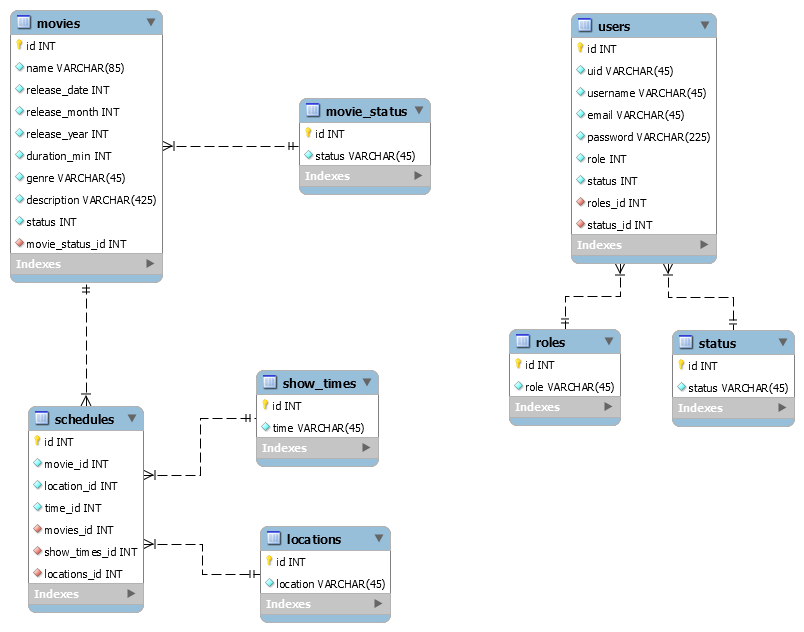 movies
id INT
name VARCHAR(85)
release_date INT
release_month INT
release_year INT
duration_min INT
genre VARCHAR(45)
description VARCHAR(425)
status INT
movie_status_id INT
Indexes
movie_status
id INT
status VARCHAR(45)
Indexes
users
id INT
uid VARCHAR(45)
username VARCHAR(45)
email VARCHAR(45)
password VARCHAR(225)
role INT
status INT
roles_id INT
status_id INT
Indexes
roles
id INT
role VARCHAR(45)
Indexes
status
id INT
status VARCHAR(45)
Indexes
schedules
id INT
movie_id INT
location_id INT
time_id INT
movies_id INT
show_times_id INT
locations_id INT
Indexes
show_times
id INT
time VARCHAR(45)
Indexes
locations
id INT
location VARCHAR(45)
Indexes